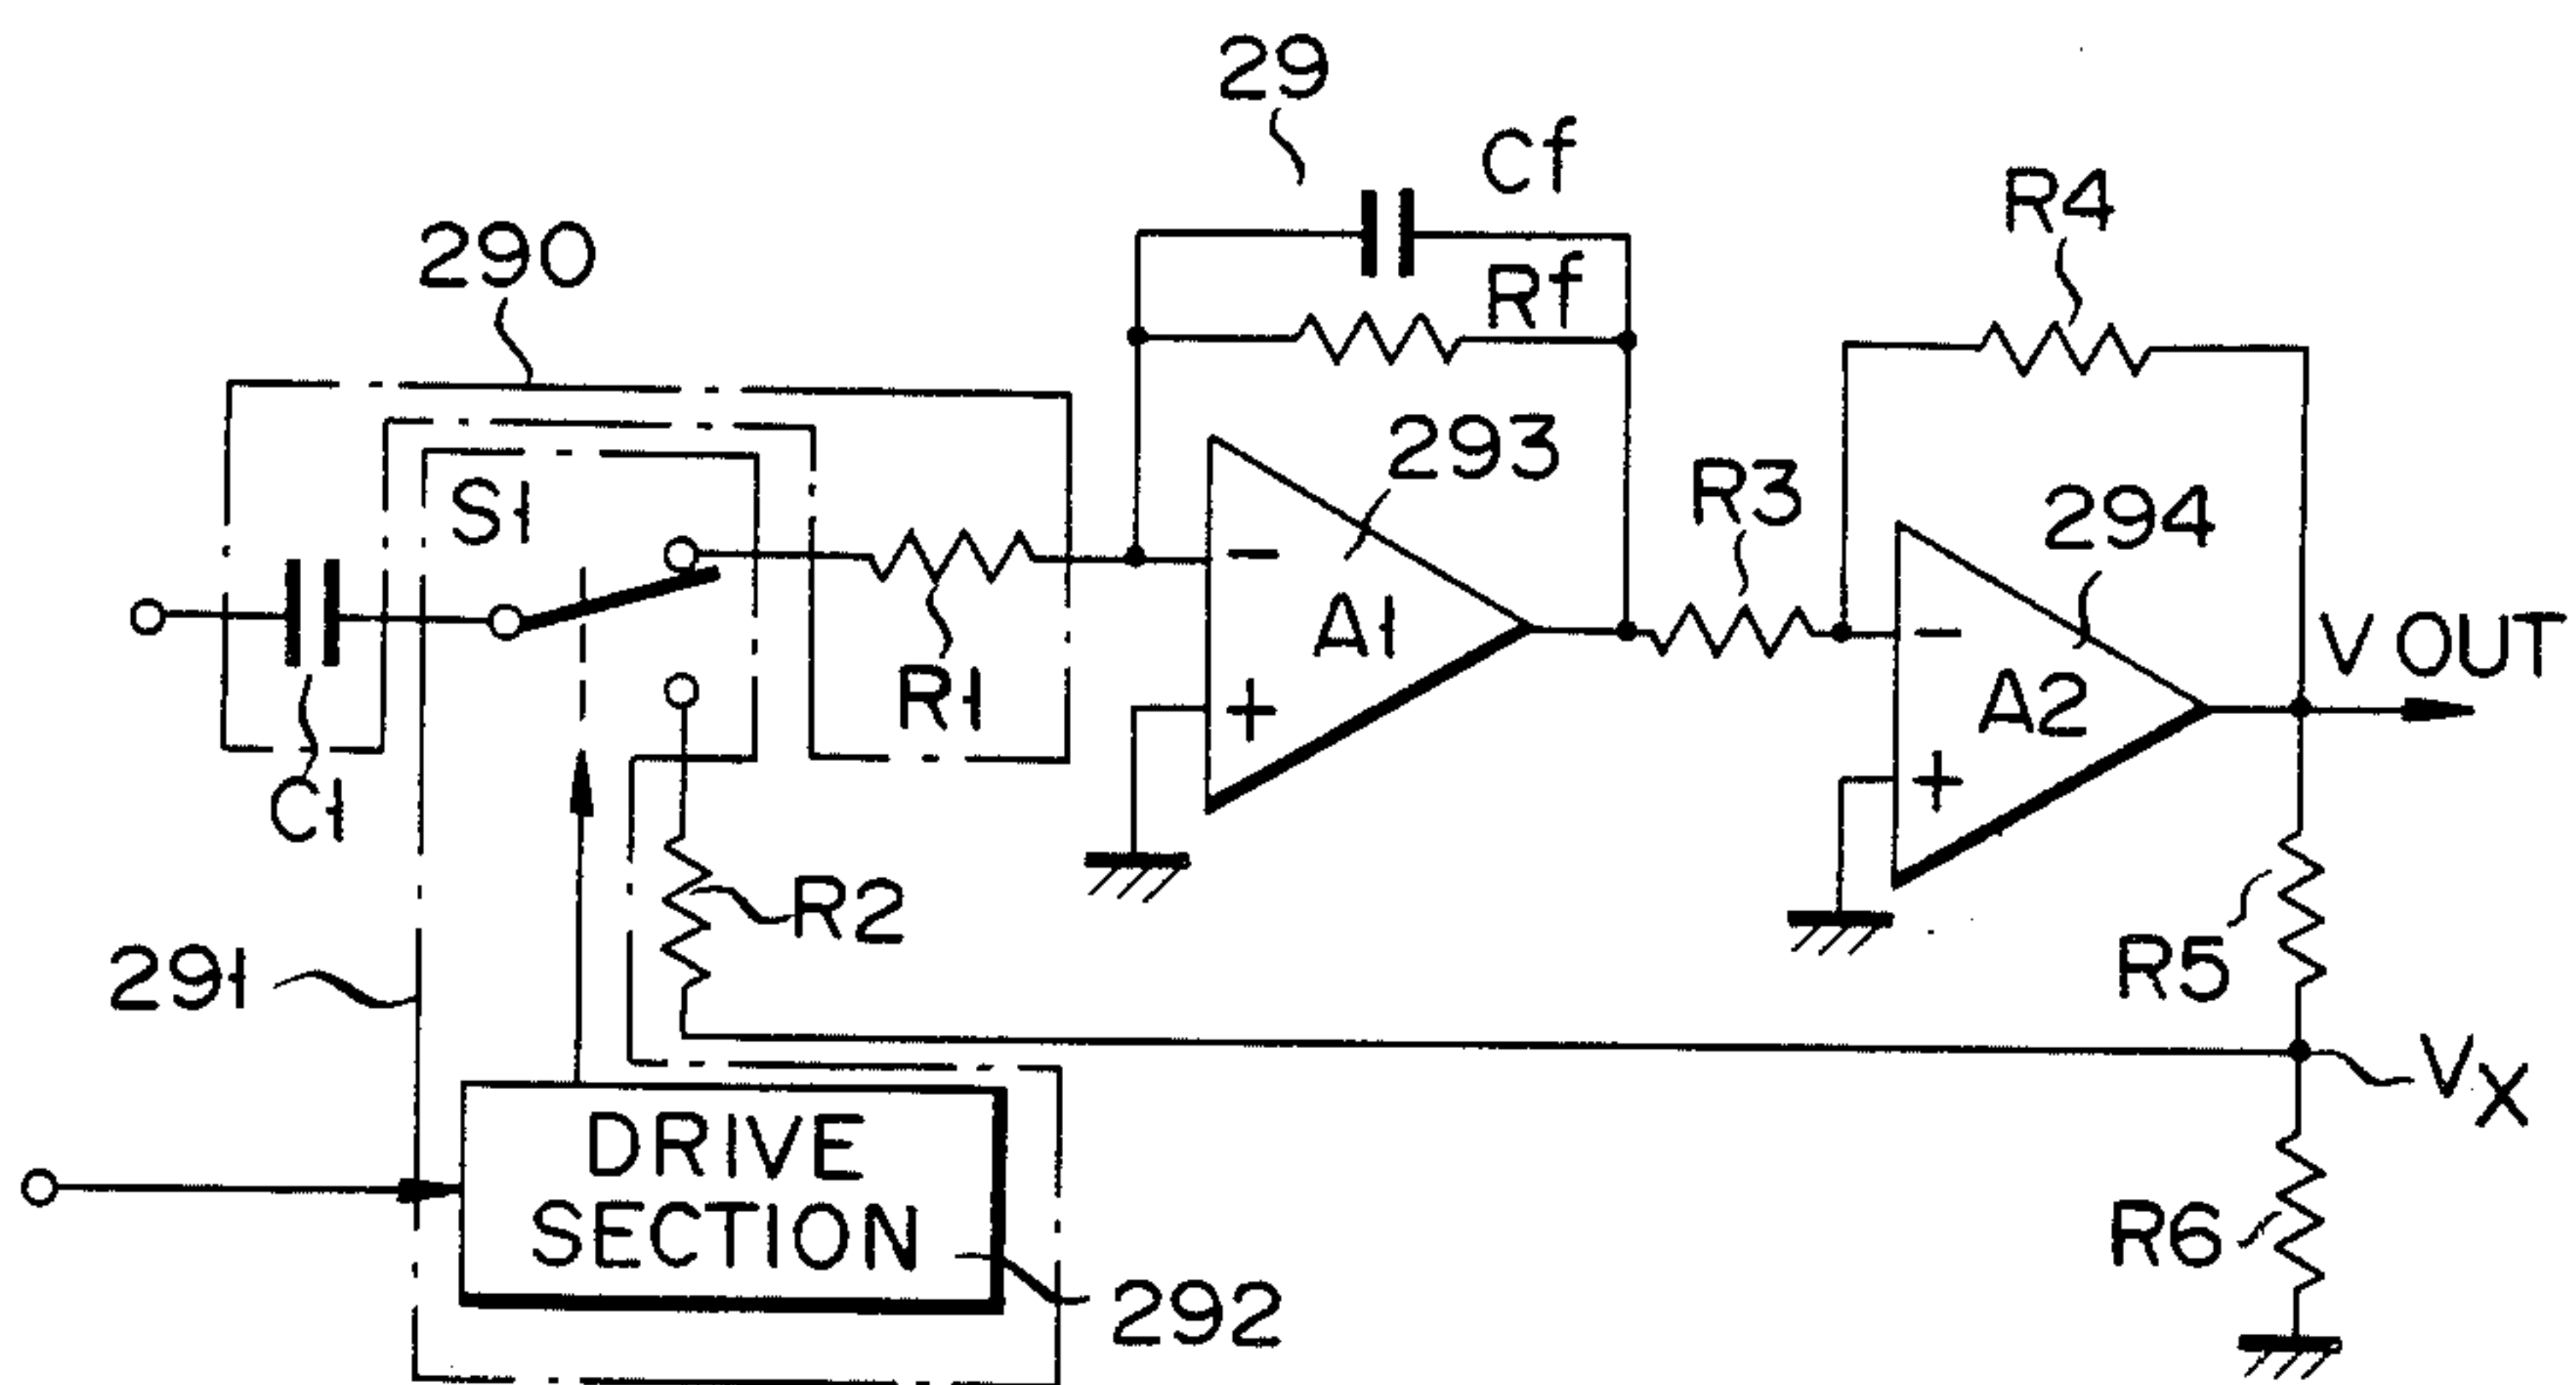 29
Cf
290
Rf
R4
S1
293
R3
294
A1
R1
V OUT
A2
C1
R2
R5
291
VX
DRIVE
SECTION
R6
292
−
+
−
+